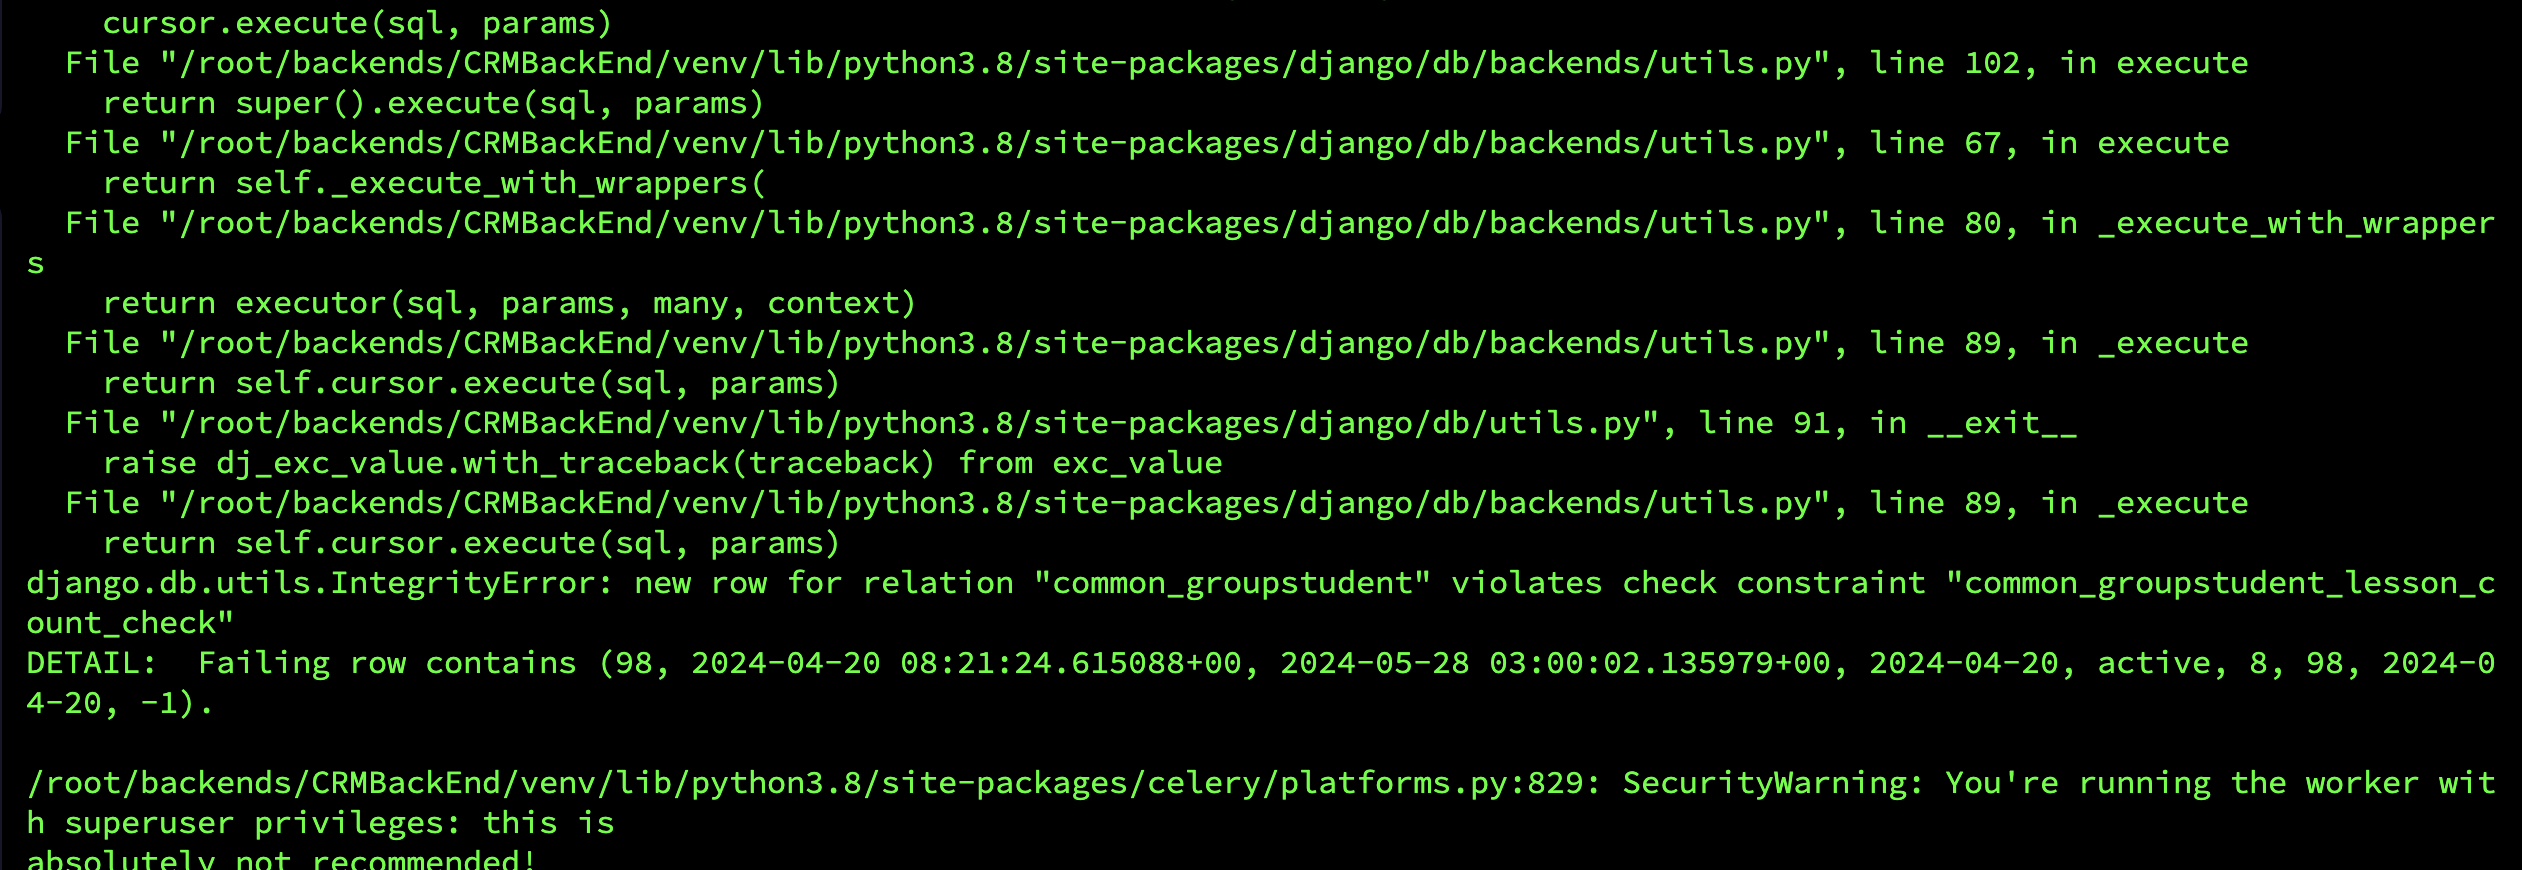 cursor.execute(sql, params)
File "/root/backends/CRMBackEnd/venv/lib/python3.8/site-packages/django/db/backends/utils.py", line 102, in execute
return super().execute(sql, params)
File "/root/backends/CRMBackEnd/venv/lib/python3.8/site-packages/django/db/backends/utils.py", line 67, in execute
return self._execute_with_wrappers(
File "/root/backends/CRMBackEnd/venv/lib/python3.8/site-packages/django/db/backends/utils.py", line 80, in _execute_with_wrapper
s
return executor(sql, params, many, context)
File "/root/backends/CRMBackEnd/venv/lib/python3.8/site-packages/django/db/backends/utils.py", line 89, in _execute
return self.cursor.execute(sql, params)
File "/root/backends/CRMBackEnd/venv/lib/python3.8/site-packages/django/db/utils.py", line 91, in __exit__
raise dj_exc_value.with_traceback(traceback) from exc_value
File "/root/backends/CRMBackEnd/venv/lib/python3.8/site-packages/django/db/backends/utils.py", line 89, in _execute
return self.cursor.execute(sql, params)
django.db.utils.IntegrityError: new row for relation "common_groupstudent" violates check constraint "common_groupstudent_lesson_c
ount_check"
DETAIL:  Failing row contains (98, 2024-04-20 08:21:24.615088+00, 2024-05-28 03:00:02.135979+00, 2024-04-20, active, 8, 98, 2024-0
4-20, -1).
/root/backends/CRMBackEnd/venv/lib/python3.8/site-packages/celery/platforms.py:829: SecurityWarning: You're running the worker wit
h superuser privileges: this is
absolutely not recommended!